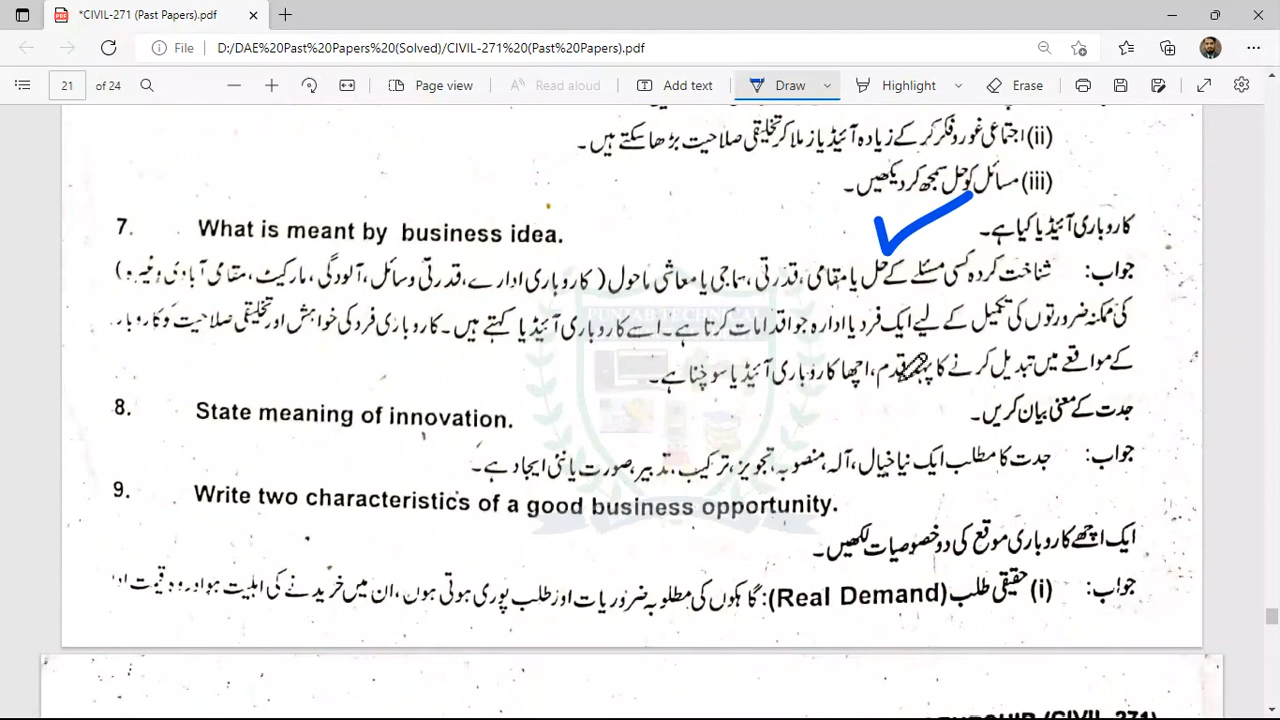 *CIVIL-271 (Past Papers).pdf
File D:/DAE%20Past%20Papers%20(Solved)/CIVIL-271%20(Past%20Papers).pdf
21 of 24 Page view Read aloud Add text Draw Highlight Erase
(ii) اجتماعی غور و فکر کر کے زیادہ آئیڈیاز ملا کر تخلیقی صلاحیت بڑھا سکتے ہیں۔
(iii) مسائل کو حل سمجھ کر دیکھیں۔
7. What is meant by business idea.
کاروباری آئیڈیا کیا ہے۔
جواب: شناخت کردہ کسی مسئلے کے حل یا مقامی، قدرتی، سماجی یا معاشی ماحول (کاروباری ادارے، قدرتی وسائل، آلودگی، مارکیٹ، مقامی آبادی وغیرہ)
کی ممکنہ ضرورتوں کی تکمیل کے لیے ایک فرد یا ادارہ جو اقدامات کرتا ہے۔ اسے کاروباری آئیڈیا کہتے ہیں۔ کاروباری فرد کی خواہش اور تخلیقی صلاحیت و کاروبار
کے مواقعے میں تبدیل کرنے کا پہلا قدم، اچھا کاروباری آئیڈیا سوچنا ہے۔
8. State meaning of innovation.
جدت کے معنی بیان کریں۔
جواب: جدت کا مطلب ایک نیا خیال، آلہ، منصوبہ، تجویز، ترکیب، تدبیر، صورت یا نئی ایجاد ہے۔
9. Write two characteristics of a good business opportunity.
ایک اچھے کاروباری موقع کی دو خصوصیات لکھیں۔
جواب: (i) حقیقی طلب (Real Demand): گاہکوں کی مطلوبہ ضروریات اور طلب پوری ہوتی ہوں، ان میں خریدنے کی اہلیت ہو اور وہ قیمت ادا
PUNJAB TECHNICAL
(CIVIL-271)